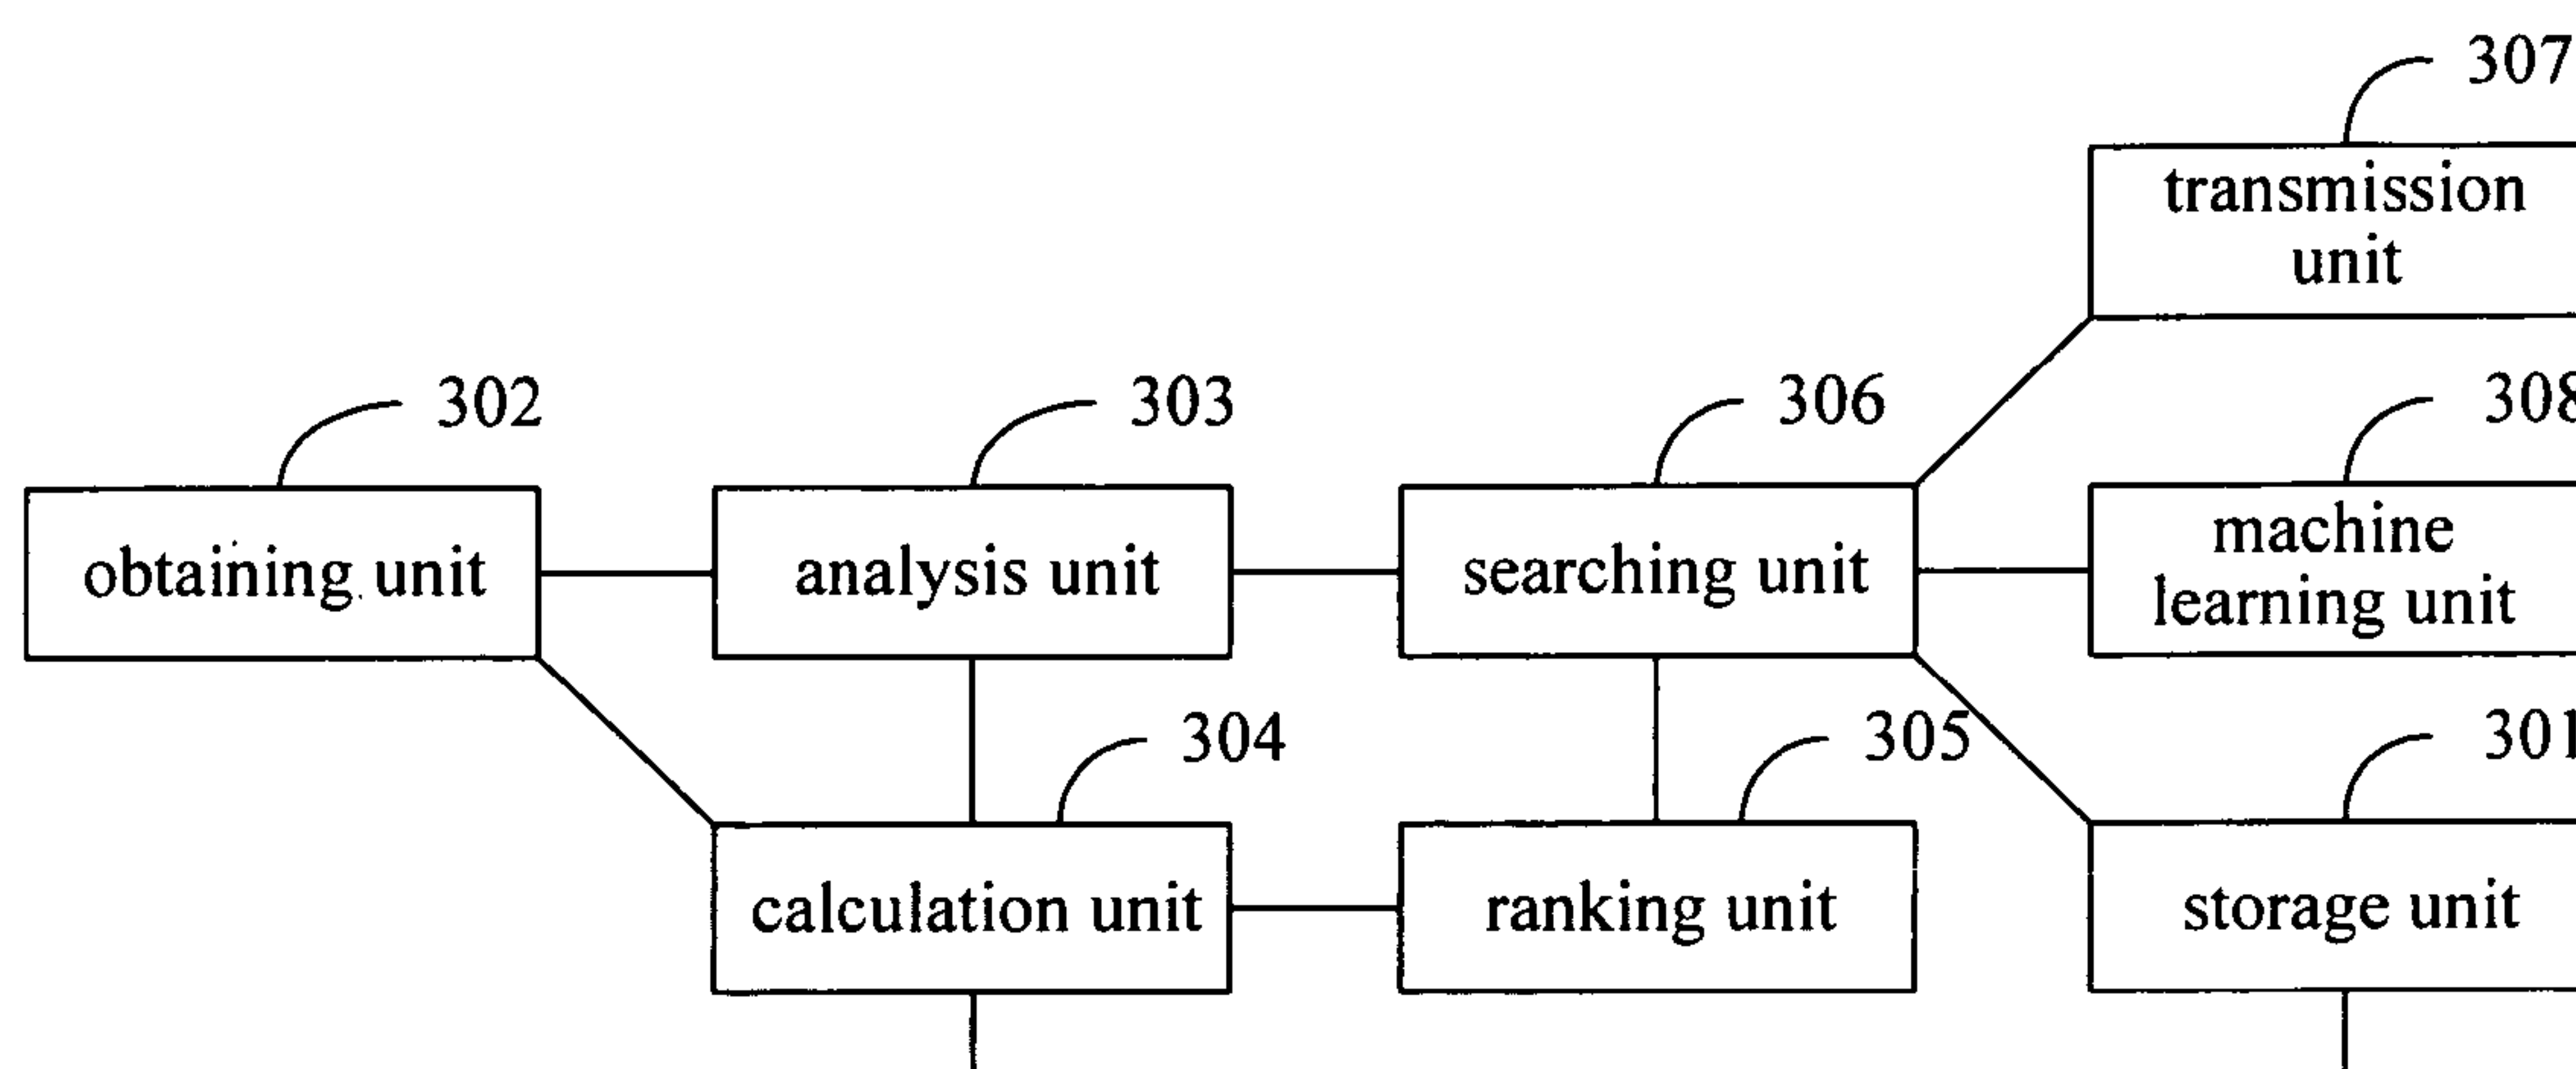 307
transmission
unit
302
303
306
308
obtaining unit
analysis unit
searching unit
machine
learning unit
304
305
301
calculation unit
ranking unit
storage unit